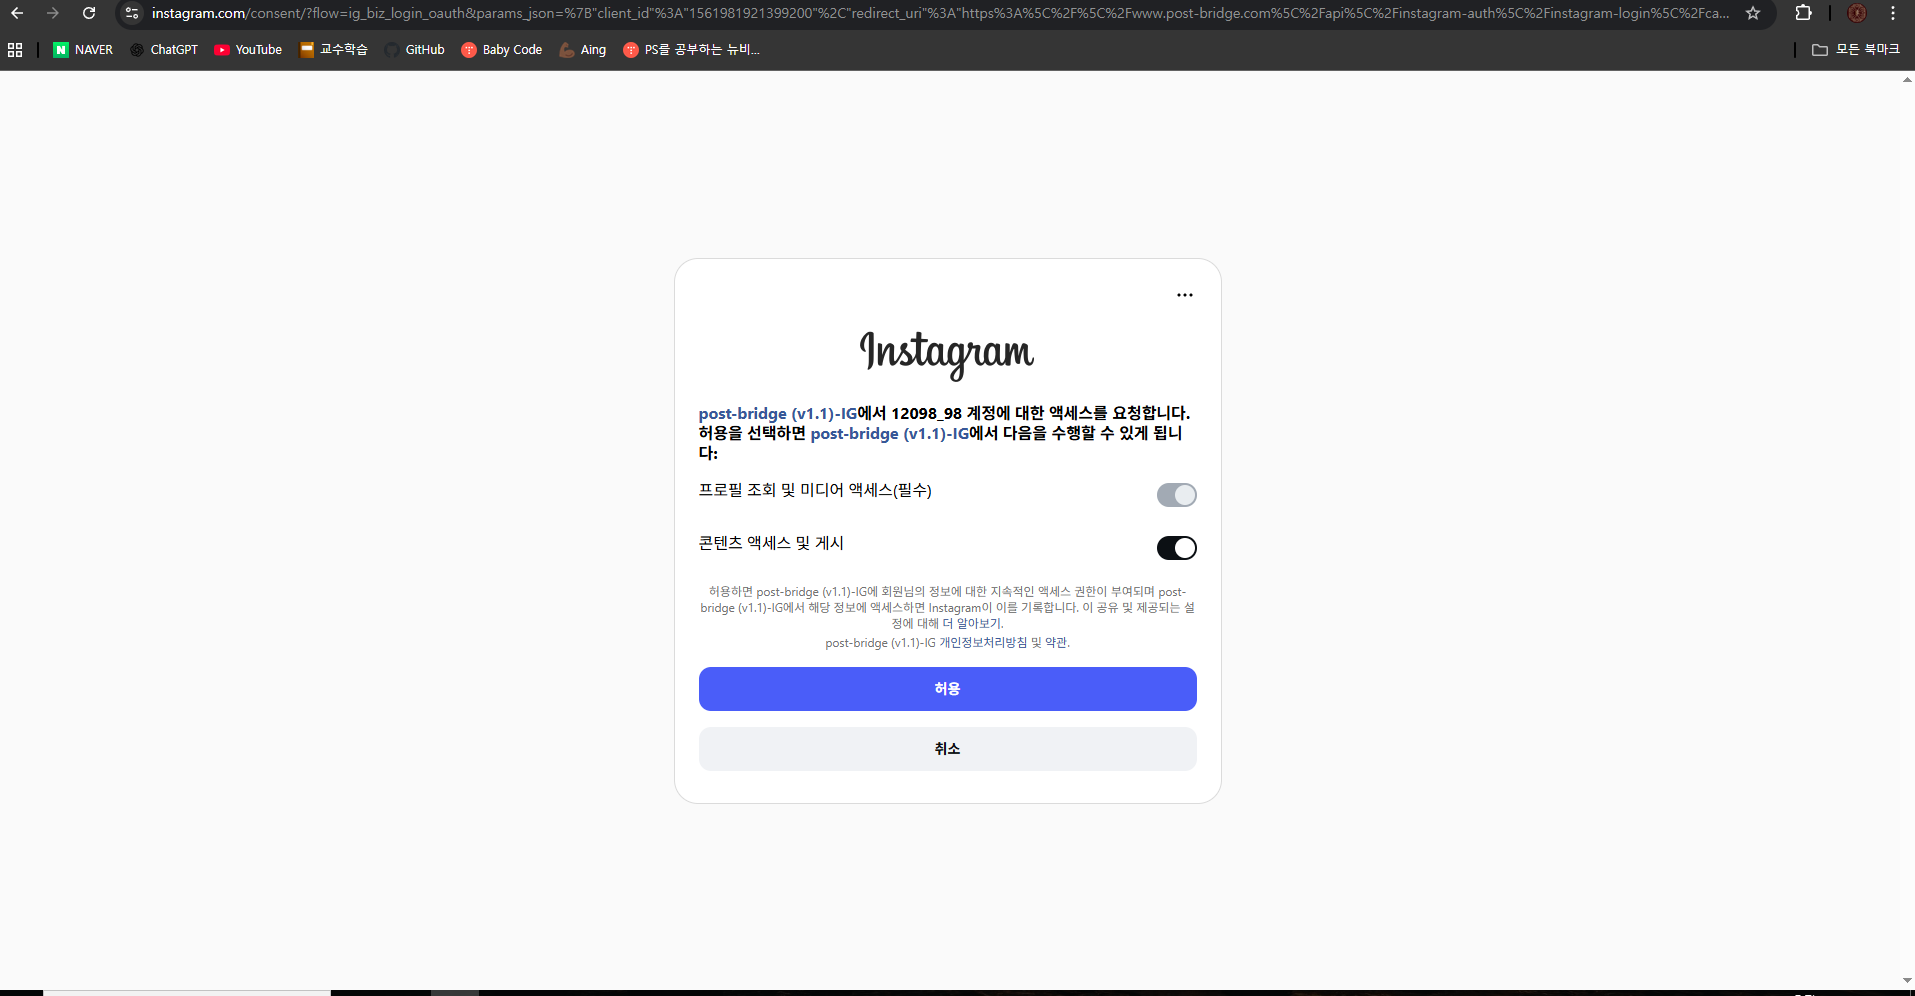 instagram.com/consent/?flow=ig_biz_login_oauth&params_json=%7B"client_id"%3A"1561981921399200"%2C"redirect_uri"%3A"https%3A%5C%2F%5C%2Fwww.post-bridge.com%5C%2Fapi%5C%2Finstagram-auth%5C%2Finstagram-login%5C%2Fca...
NAVER ChatGPT YouTube 교수학습 GitHub Baby Code Aing PS를 공부하는 뉴비... 모든 북마크
Instagram
post-bridge (v1.1)-IG에서 12098_98 계정에 대한 액세스를 요청합니다.
허용을 선택하면 post-bridge (v1.1)-IG에서 다음을 수행할 수 있게 됩니
다:
프로필 조회 및 미디어 액세스(필수)
콘텐츠 액세스 및 게시
허용하면 post-bridge (v1.1)-IG에 회원님의 정보에 대한 지속적인 액세스 권한이 부여되며 post-
bridge (v1.1)-IG에서 해당 정보에 액세스하면 Instagram이 이를 기록합니다. 이 공유 및 제공되는 설
정에 대해 더 알아보기.
post-bridge (v1.1)-IG 개인정보처리방침 및 약관.
허용
취소